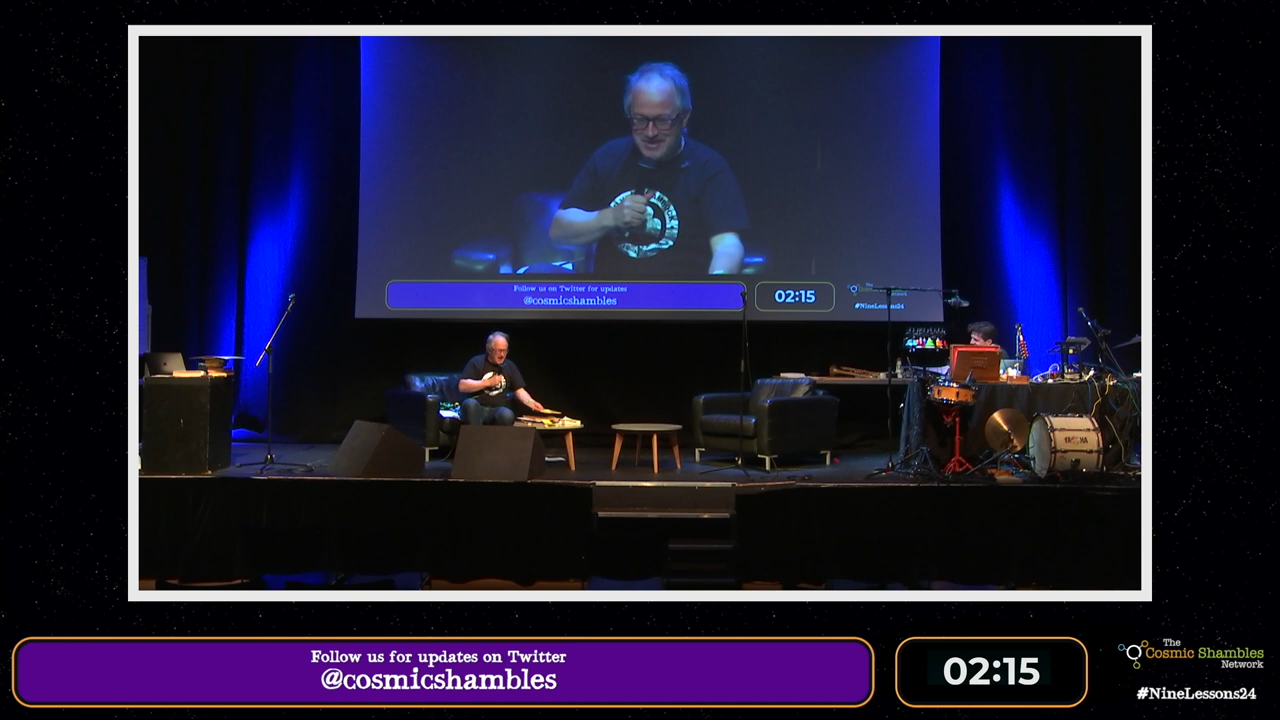 Follow us on Twitter for updates
@cosmicshambles
02:15
#NineLessons24
YAMAHA
Follow us for updates on Twitter
@cosmicshambles
02:15
The
Cosmic Shambles
Network
#NineLessons24